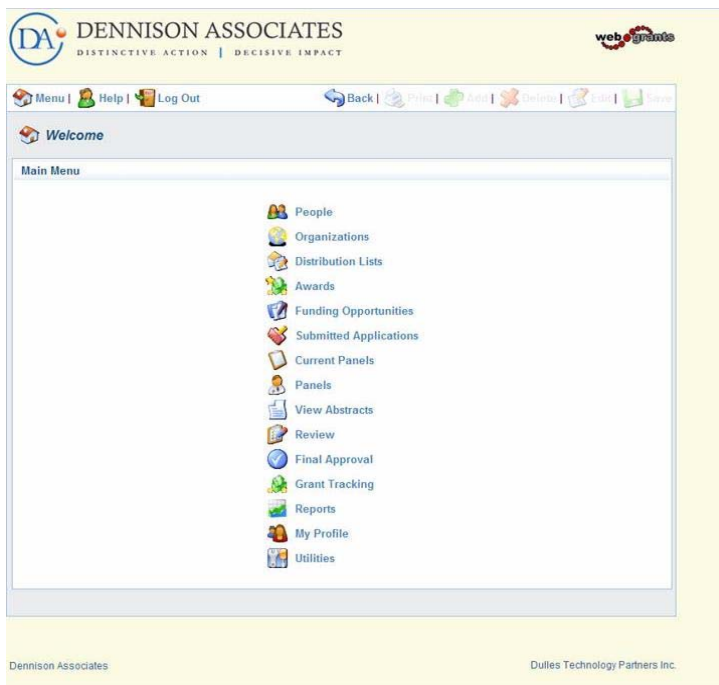 DA
DENNISON ASSOCIATES
DISTINCTIVE ACTION | DECISIVE IMPACT
webgrants
Menu | Help | Log Out Back | Print | Add | Delete | Edit | Save
Welcome
Main Menu
People
Organizations
Distribution Lists
Awards
Funding Opportunities
Submitted Applications
Current Panels
Panels
View Abstracts
Review
Final Approval
Grant Tracking
Reports
My Profile
Utilities
Dennison Associates Dulles Technology Partners Inc.